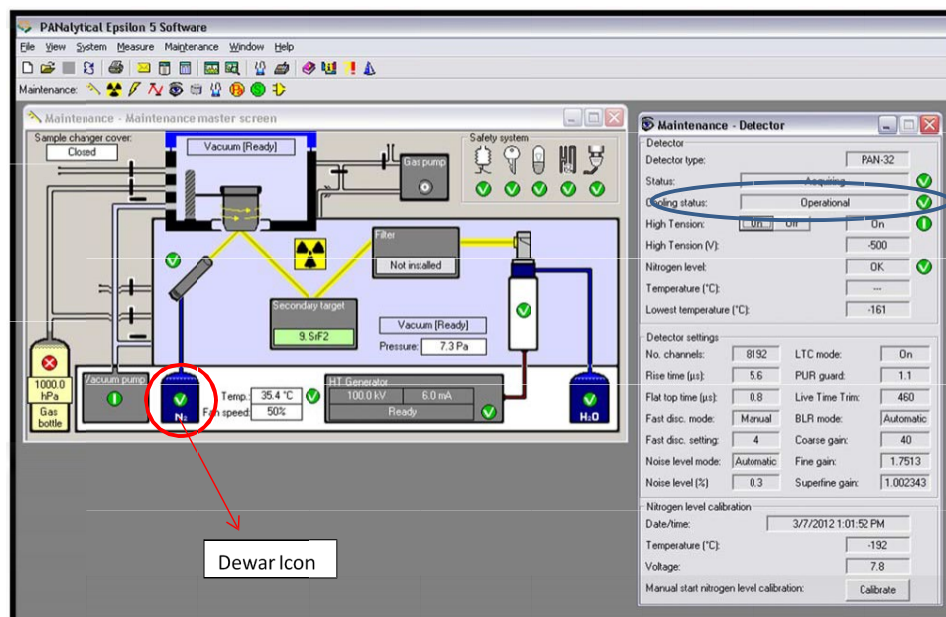 PANalytical Epsilon 5 Software
File View System Measure Maintenance Window Help
Maintenance:
Maintenance - Maintenance master screen
Sample changer cover:
Closed
Vacuum [Ready]
Safety system
Gas pump
Filter
Not insalled
Secondary target
9. SrF2
Vacuum [Ready]
Pressure: 7.3 Pa
1000.0
hPa
Gas
bottle
Vacuum pump
N₂
Temp.: 35.4 °C
Fan speed: 50%
HT Generator
100.0 kV 6.0 mA
Ready
H₂O
Dewar Icon
Maintenance - Detector
Detector
Detector type: PAN-32
Status: Acquiring
Cooling status: Operational
High Tension: On Off On
High Tension (V): -500
Nitrogen level: OK
Temperature (°C): ---
Lowest temperature (°C): -161
Detector settings
No. channels: 8192 LTC mode: On
Rise time (µs): 5.6 PUR guard: 1.1
Flat top time (µs): 0.8 Live Time Trim: 460
Fast disc. mode: Manual BLR mode: Automatic
Fast disc. setting: 4 Coarse gain: 40
Noise level mode: Automatic Fine gain: 1.7513
Noise level (%) 0.3 Superfine gain: 1.002343
Nitrogen level calibration
Date/time: 3/7/2012 1:01:52 PM
Temperature (°C): -192
Voltage: 7.8
Manual start nitrogen level calibration: Calibrate